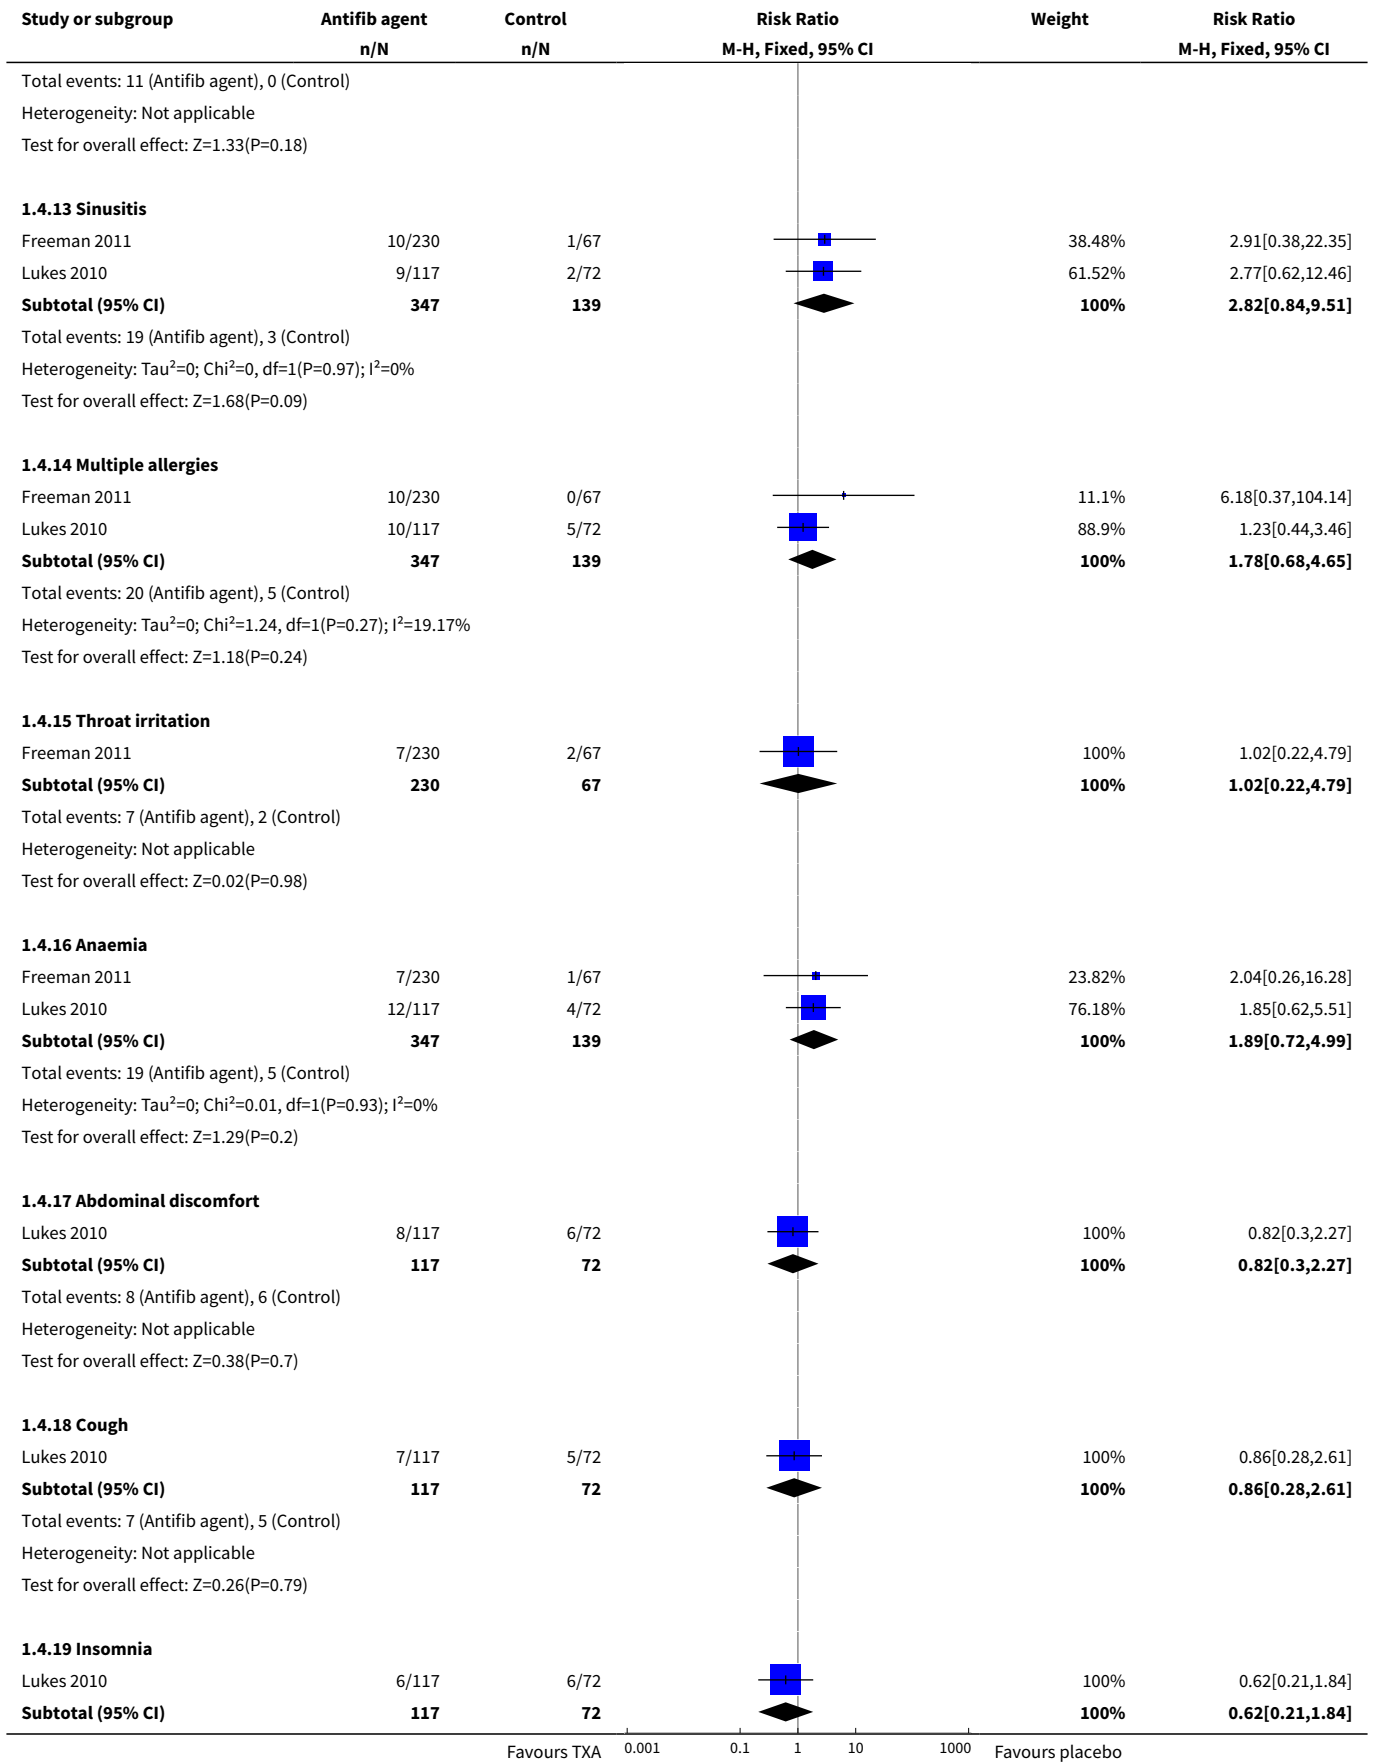 Study or subgroup Antifib agent Control Risk Ratio Weight Risk Ratio
n/N n/N M-H, Fixed, 95% CI M-H, Fixed, 95% CI
Total events: 11 (Antifib agent), 0 (Control)
Heterogeneity: Not applicable
Test for overall effect: Z=1.33(P=0.18)
1.4.13 Sinusitis
Freeman 2011 10/230 1/67 38.48% 2.91[0.38,22.35]
Lukes 2010 9/117 2/72 61.52% 2.77[0.62,12.46]
Subtotal (95% CI) 347 139 100% 2.82[0.84,9.51]
Total events: 19 (Antifib agent), 3 (Control)
Heterogeneity: Tau²=0; Chi²=0, df=1(P=0.97); I²=0%
Test for overall effect: Z=1.68(P=0.09)
1.4.14 Multiple allergies
Freeman 2011 10/230 0/67 11.1% 6.18[0.37,104.14]
Lukes 2010 10/117 5/72 88.9% 1.23[0.44,3.46]
Subtotal (95% CI) 347 139 100% 1.78[0.68,4.65]
Total events: 20 (Antifib agent), 5 (Control)
Heterogeneity: Tau²=0; Chi²=1.24, df=1(P=0.27); I²=19.17%
Test for overall effect: Z=1.18(P=0.24)
1.4.15 Throat irritation
Freeman 2011 7/230 2/67 100% 1.02[0.22,4.79]
Subtotal (95% CI) 230 67 100% 1.02[0.22,4.79]
Total events: 7 (Antifib agent), 2 (Control)
Heterogeneity: Not applicable
Test for overall effect: Z=0.02(P=0.98)
1.4.16 Anaemia
Freeman 2011 7/230 1/67 23.82% 2.04[0.26,16.28]
Lukes 2010 12/117 4/72 76.18% 1.85[0.62,5.51]
Subtotal (95% CI) 347 139 100% 1.89[0.72,4.99]
Total events: 19 (Antifib agent), 5 (Control)
Heterogeneity: Tau²=0; Chi²=0.01, df=1(P=0.93); I²=0%
Test for overall effect: Z=1.29(P=0.2)
1.4.17 Abdominal discomfort
Lukes 2010 8/117 6/72 100% 0.82[0.3,2.27]
Subtotal (95% CI) 117 72 100% 0.82[0.3,2.27]
Total events: 8 (Antifib agent), 6 (Control)
Heterogeneity: Not applicable
Test for overall effect: Z=0.38(P=0.7)
1.4.18 Cough
Lukes 2010 7/117 5/72 100% 0.86[0.28,2.61]
Subtotal (95% CI) 117 72 100% 0.86[0.28,2.61]
Total events: 7 (Antifib agent), 5 (Control)
Heterogeneity: Not applicable
Test for overall effect: Z=0.26(P=0.79)
1.4.19 Insomnia
Lukes 2010 6/117 6/72 100% 0.62[0.21,1.84]
Subtotal (95% CI) 117 72 100% 0.62[0.21,1.84]
Favours TXA 0.001 0.1 1 10 1000 Favours placebo